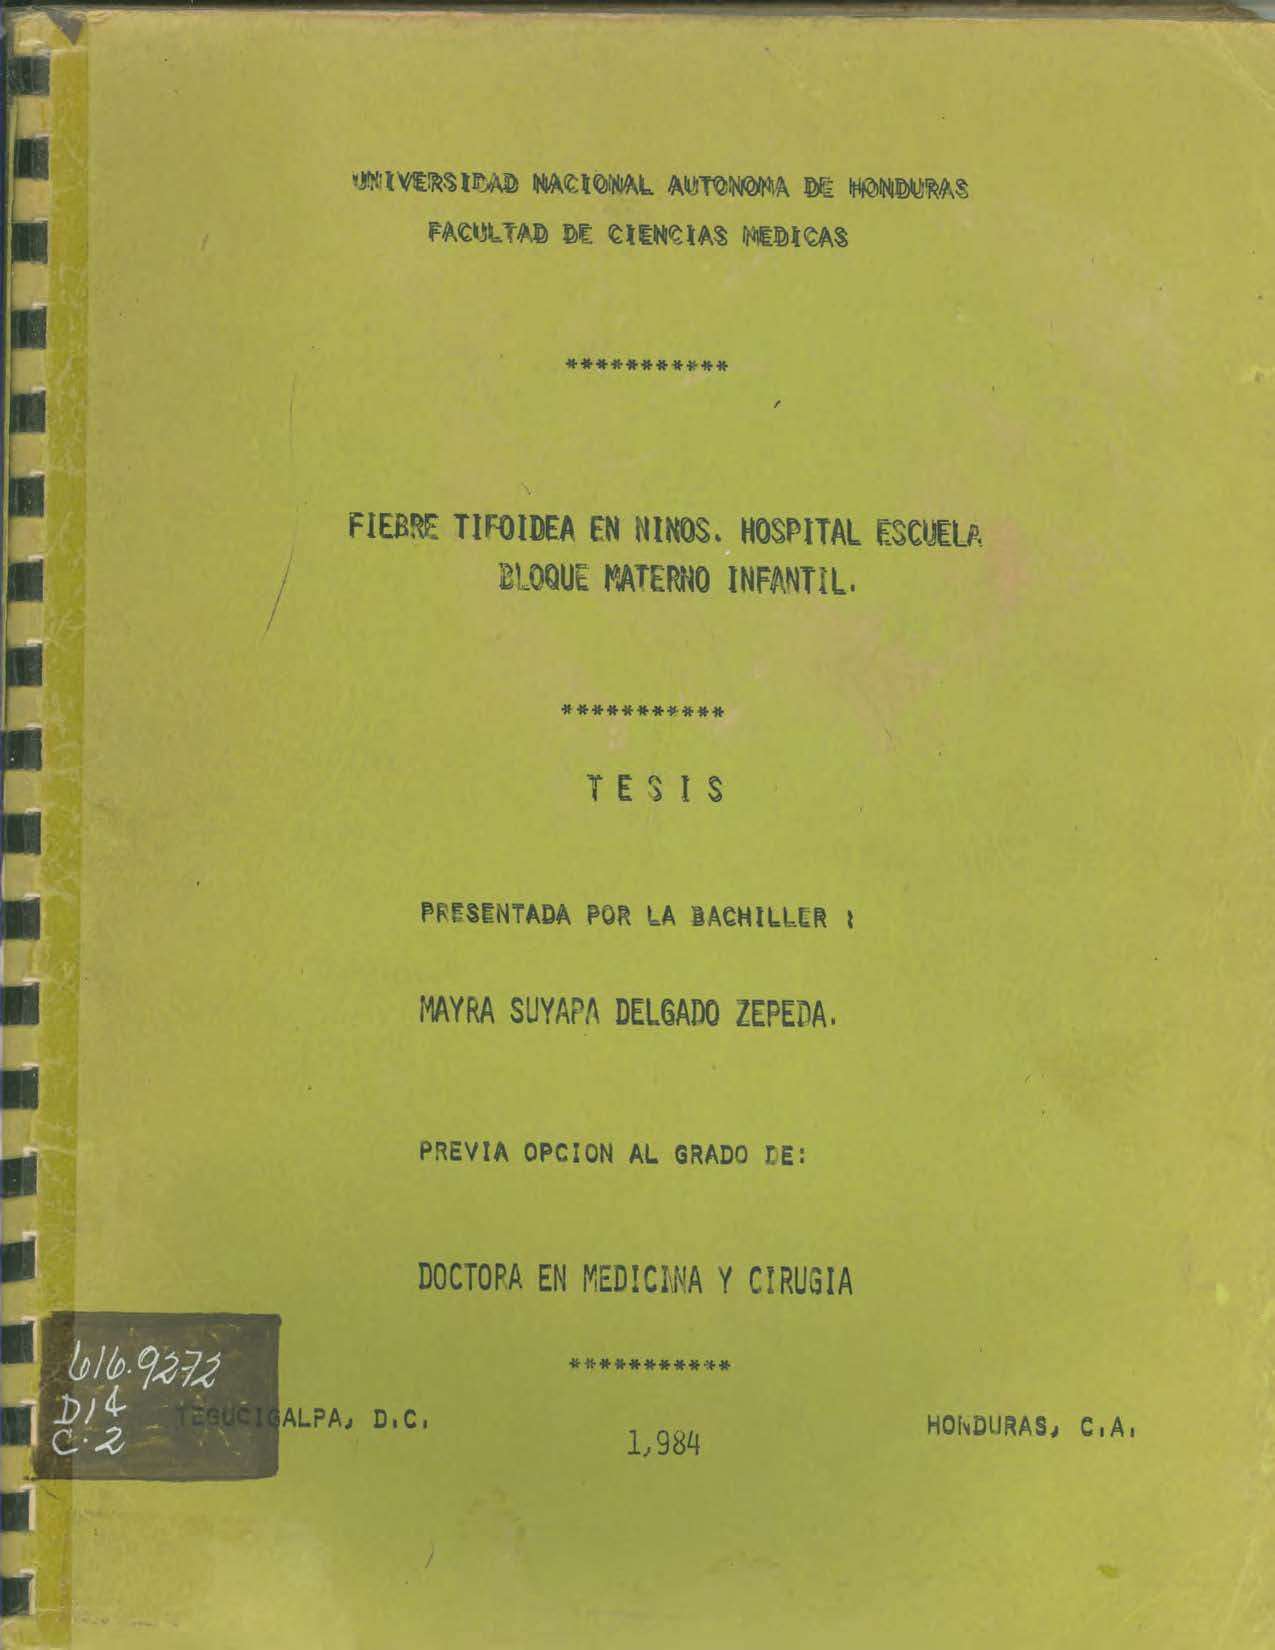 UNIVERSIDAD NACIONAL AUTONOMA DE HONDURAS
FACULTAD DE CIENCIAS MEDICAS
***********
FIEBRE TIFOIDEA EN NINOS. HOSPITAL ESCUELA
BLOQUE MATERNO INFANTIL.
***********
T E S I S
PRESENTADA POR LA BACHILLER :
MAYRA SUYAPA DELGADO ZEPEDA.
PREVIA OPCION AL GRADO DE:
DOCTORA EN MEDICINA Y CIRUGIA
***********
616.9272
D14
C.2
TEGUCIGALPA, D.C.
HONDURAS, C.A.
1,984